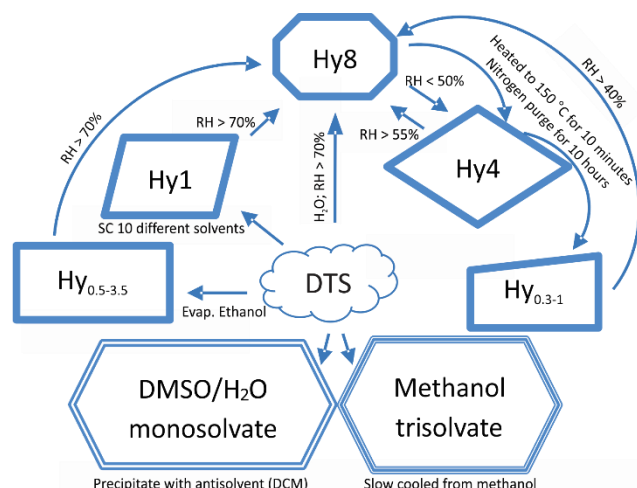 Hy8
RH > 70%
RH > 70%
H₂O; RH > 70%
RH < 50%
RH > 55%
Heated to 150 °C for 10 minutes
Nitrogen purge for 10 hours
RH > 40%
Hy1
SC 10 different solvents
Hy4
Hy₀.₅₋₃.₅
Evap. Ethanol
DTS
Hy₀.₃₋₁
DMSO/H₂O
monosolvate
Methanol
trisolvate
Precipitate with antisolvent (DCM)
Slow cooled from methanol